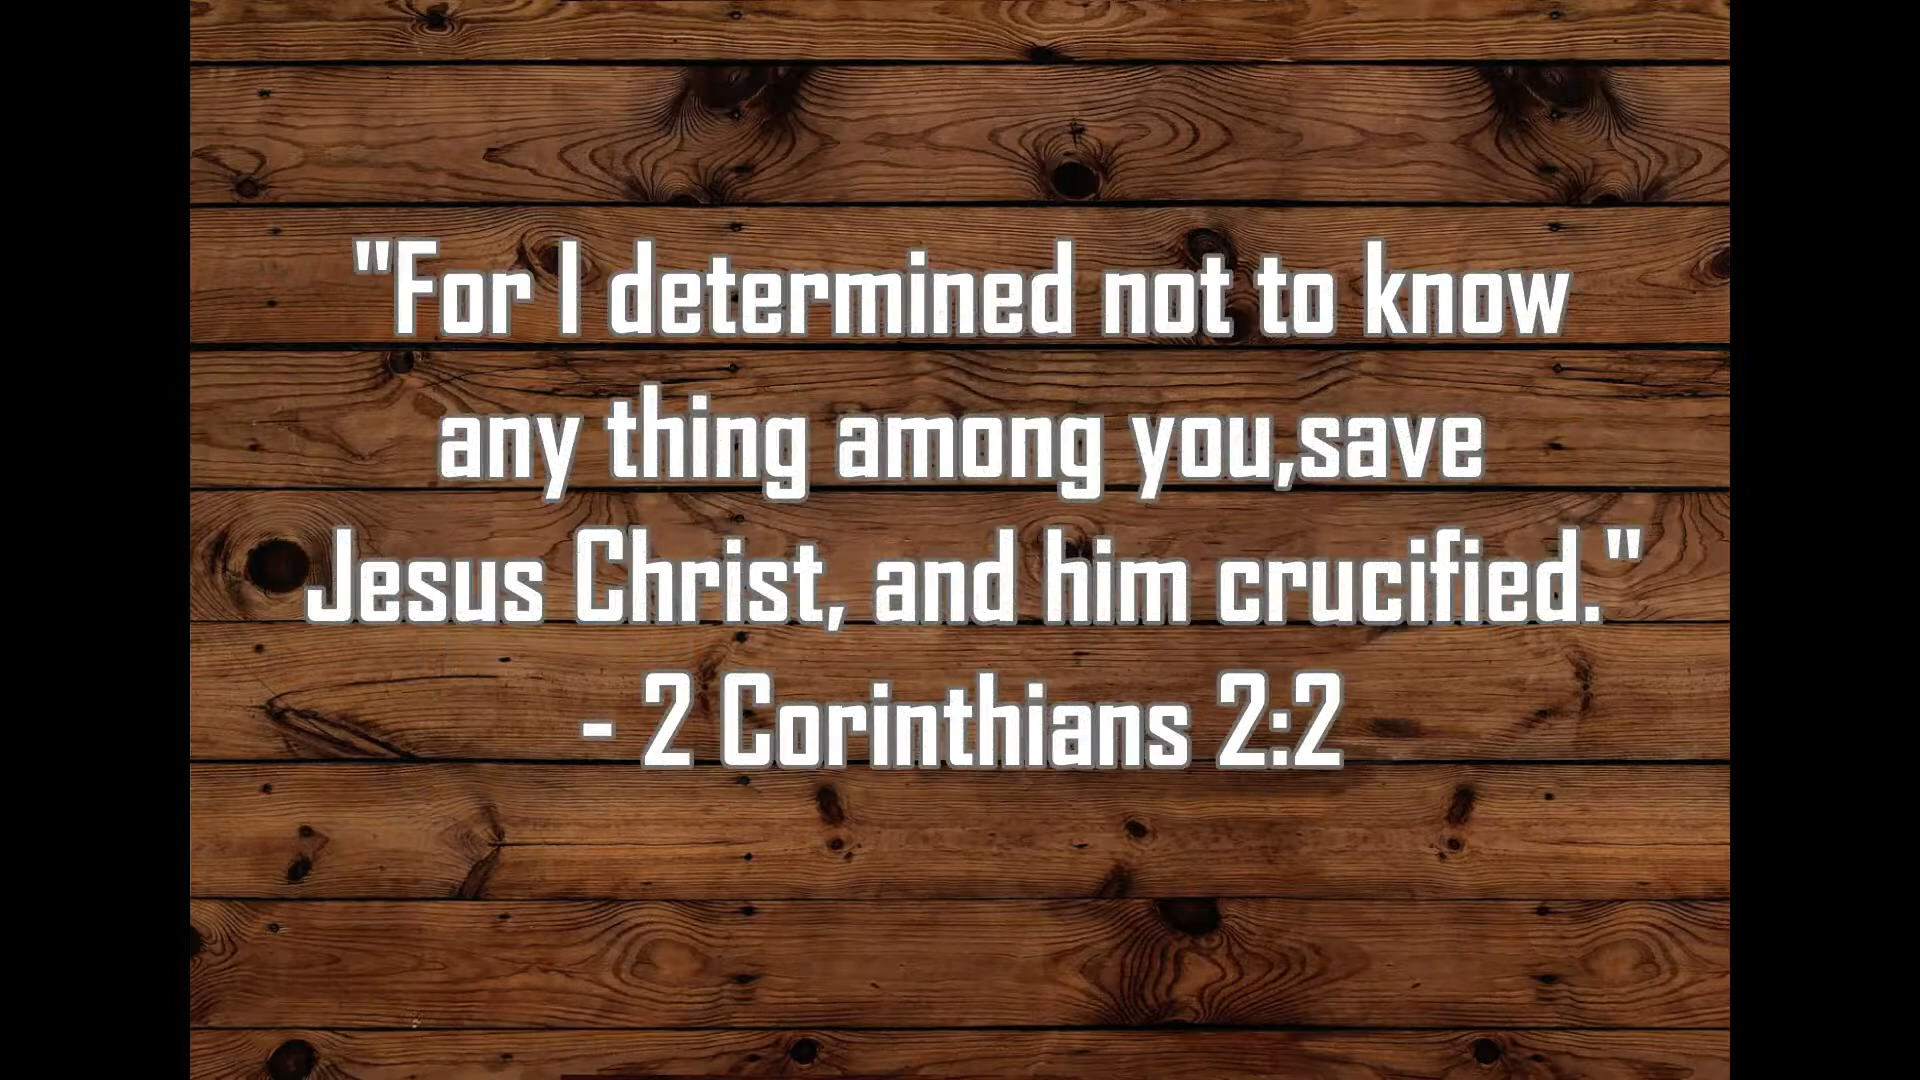 "For I determined not to know
any thing among you,save
Jesus Christ, and him crucified."
- 2 Corinthians 2:2